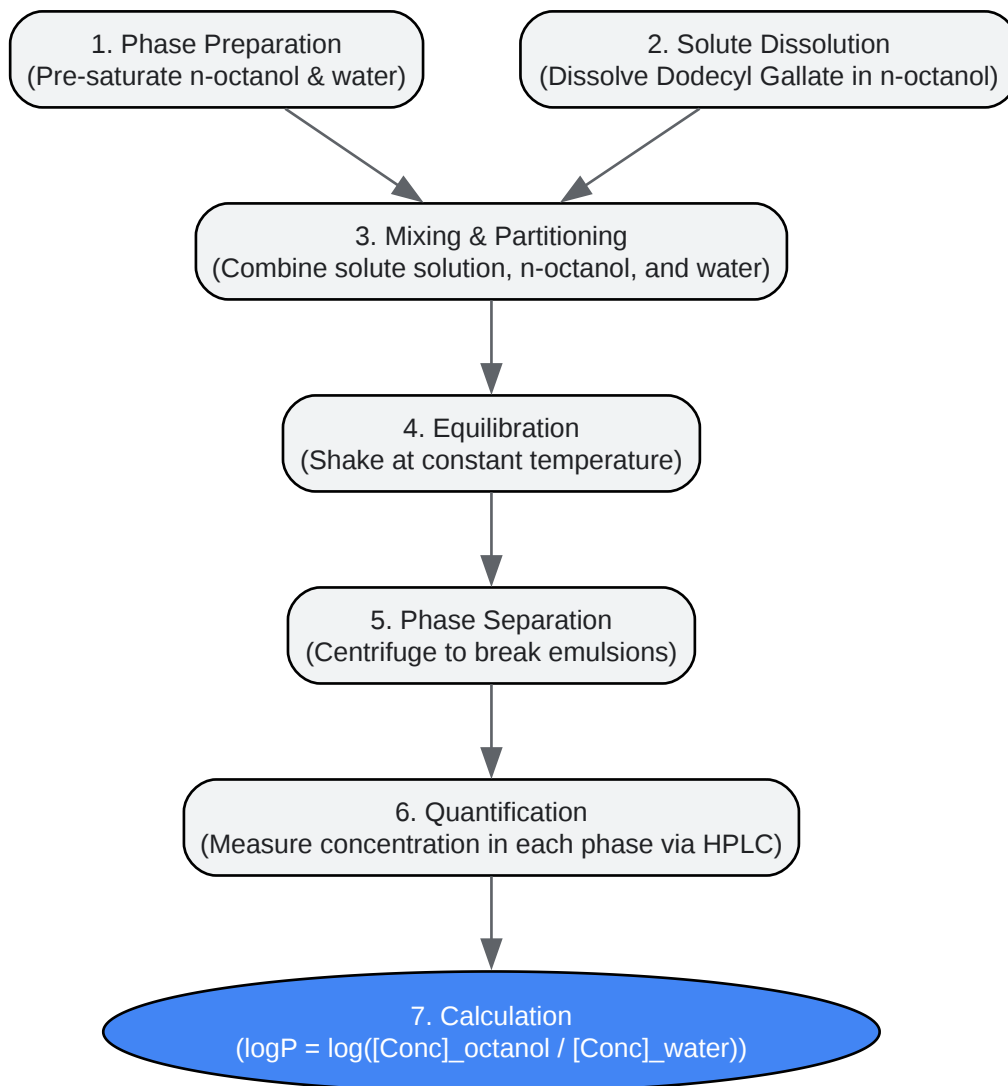 1. Phase Preparation
(Pre-saturate n-octanol & water)
2. Solute Dissolution
(Dissolve Dodecyl Gallate in n-octanol)
3. Mixing & Partitioning
(Combine solute solution, n-octanol, and water)
4. Equilibration
(Shake at constant temperature)
5. Phase Separation
(Centrifuge to break emulsions)
6. Quantification
(Measure concentration in each phase via HPLC)
7. Calculation
(logP = log([Conc]_octanol / [Conc]_water))